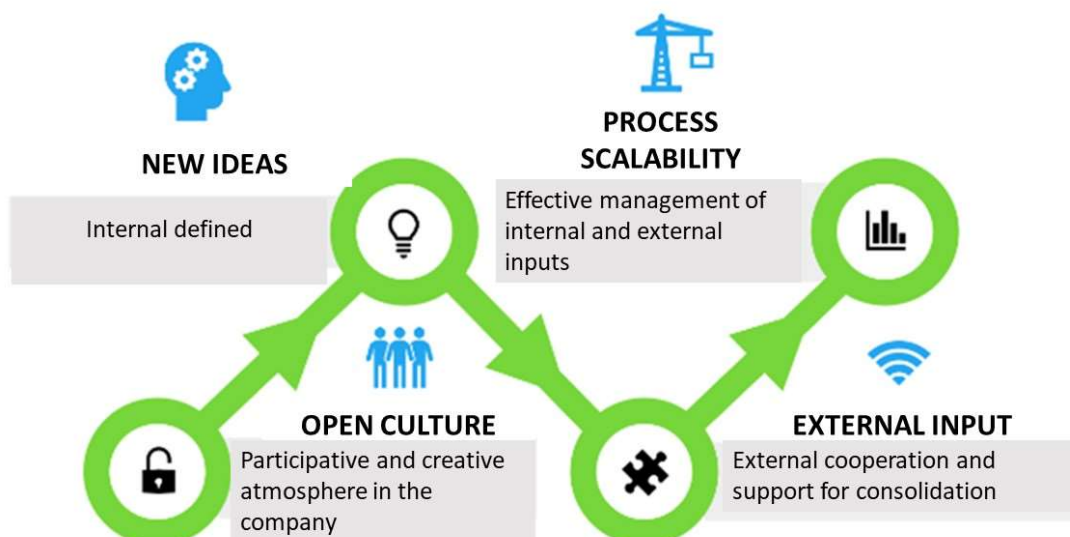 NEW IDEAS
Internal defined
PROCESS
SCALABILITY
Effective management of
internal and external
inputs
OPEN CULTURE
Participative and creative
atmosphere in the
company
EXTERNAL INPUT
External cooperation and
support for consolidation